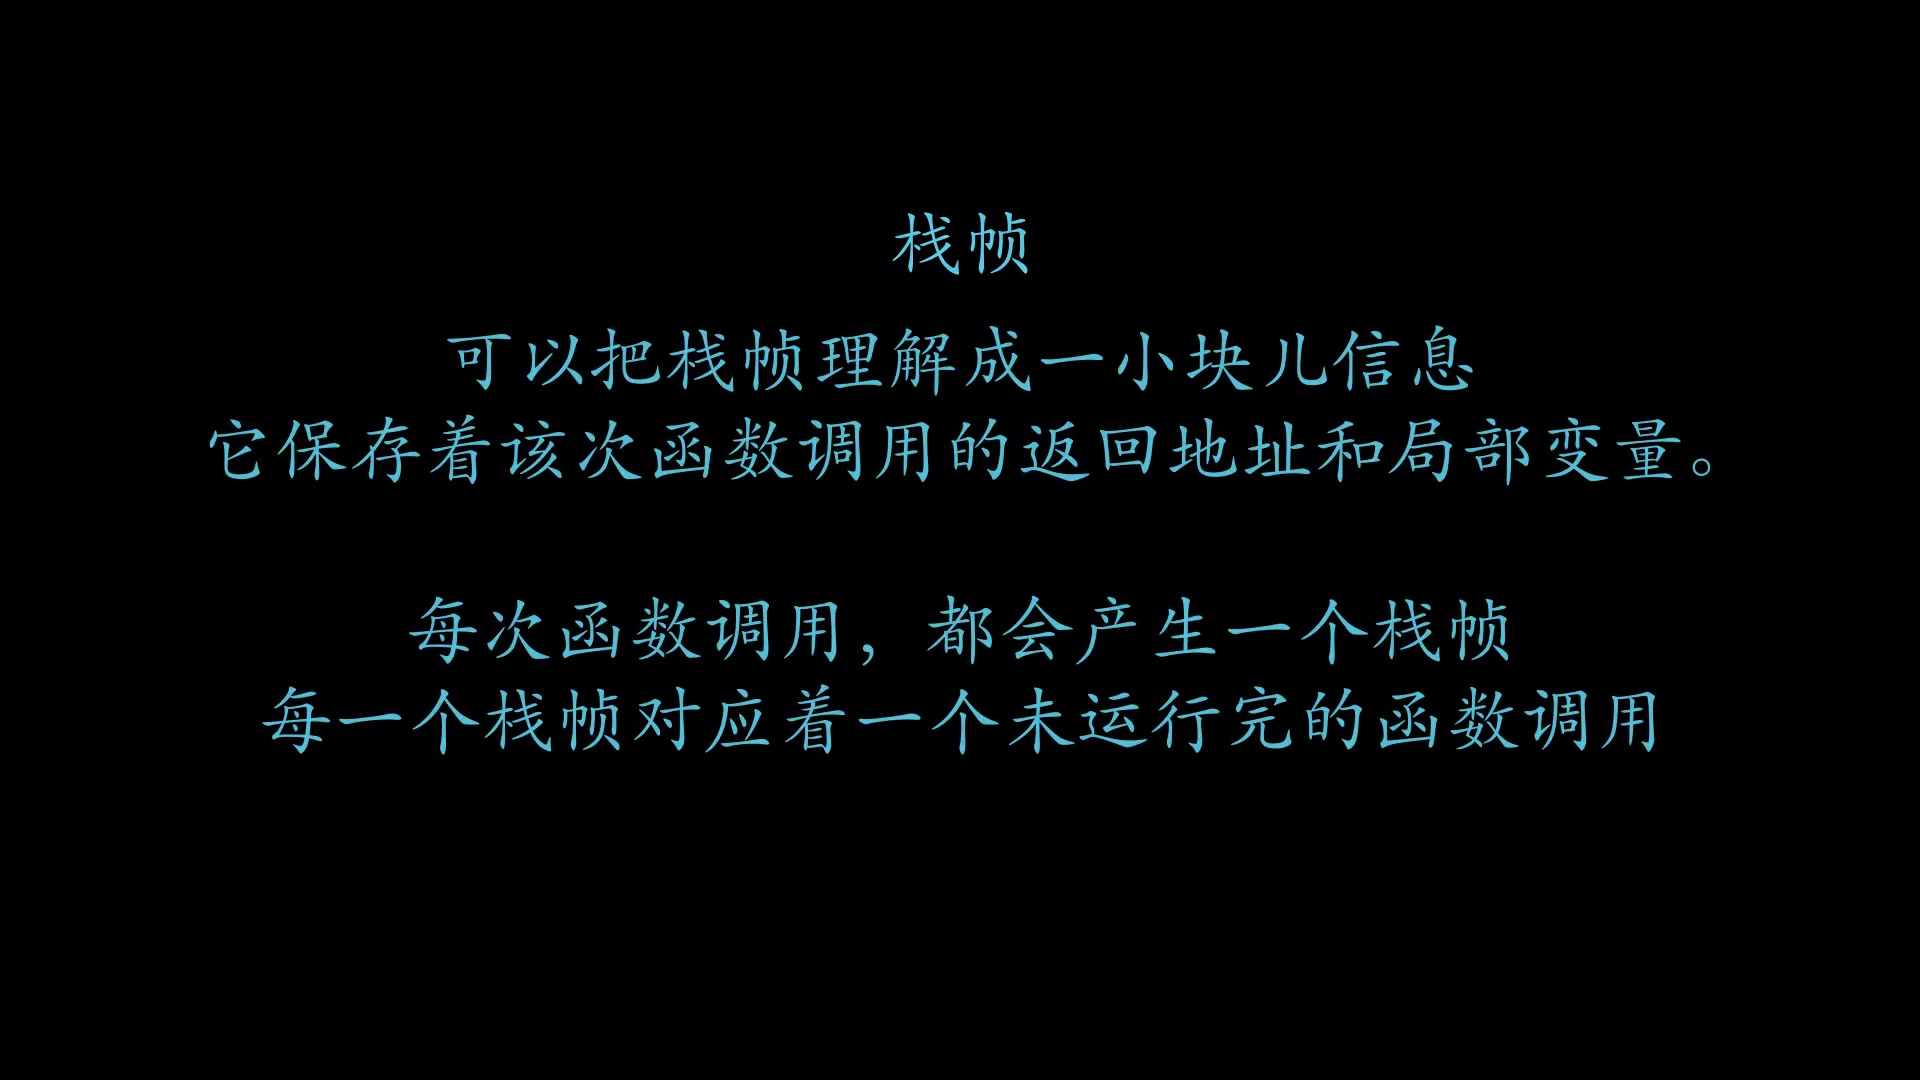 栈帧
可以把栈帧理解成一小块儿信息
它保存着该次函数调用的返回地址和局部变量。
每次函数调用，都会产生一个栈帧
每一个栈帧对应着一个未运行完的函数调用